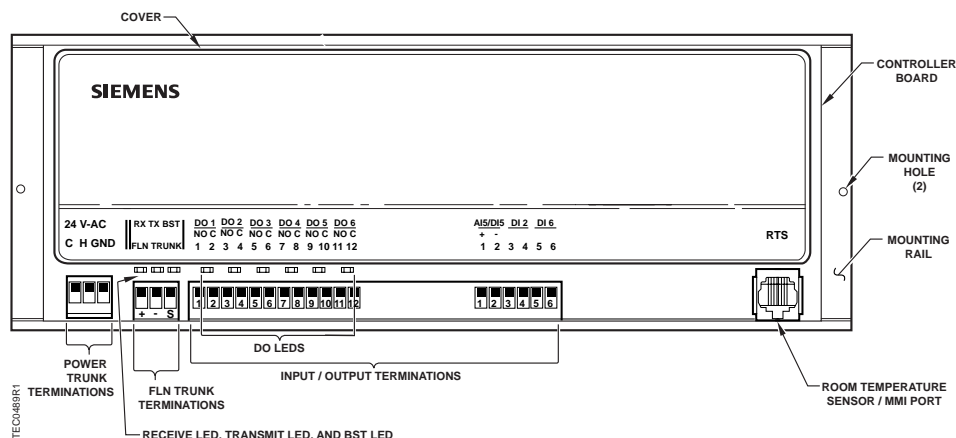 COVER
CONTROLLER
BOARD
SIEMENS
MOUNTING
HOLE
(2)
24 V-AC
C H GND
RX TX BST
FLN TRUNK
DO 1 DO 2 DO 3 DO 4 DO 5 DO 6
NO C NO C NO C NO C NO C NO C
1 2 3 4 5 6 7 8 9 10 11 12
AI5/DI5 DI 2 DI 6
+ -
1 2 3 4 5 6
RTS
MOUNTING
RAIL
+ - S
1 2 3 4 5 6 7 8 9 10 11 12
1 2 3 4 5 6
DO LEDS
INPUT / OUTPUT TERMINATIONS
POWER
TRUNK
TERMINATIONS
FLN TRUNK
TERMINATIONS
ROOM TEMPERATURE
SENSOR / MMI PORT
RECEIVE LED, TRANSMIT LED, AND BST LED
TEC0489R1